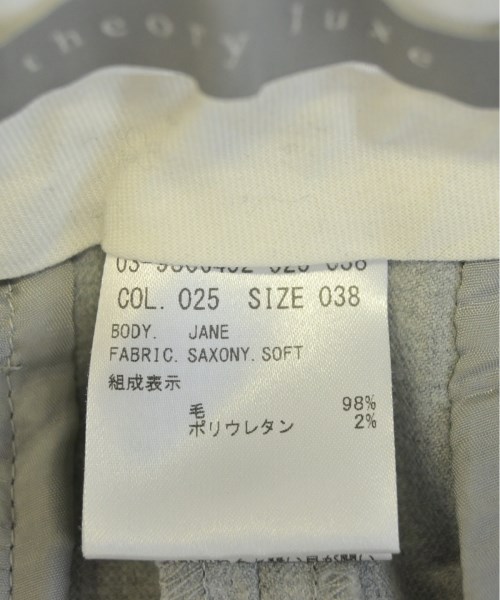 theory luxe
COL. 025 SIZE 038
BODY. JANE
FABRIC. SAXONY. SOFT
組成表示
毛 98%
ポリウレタン 2%